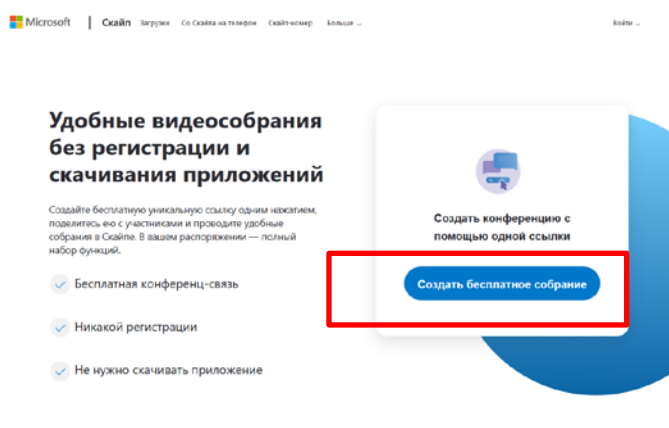 Microsoft | Скайп Загрузки Со Скайпа на телефон Скайп-номер Больше Войти
Удобные видеособрания
без регистрации и
скачивания приложений
Создайте бесплатную уникальную ссылку одним нажатием,
поделитесь ею с участниками и проводите удобные
собрания в Скайпе. В вашем распоряжении — полный
набор функций.
Бесплатная конференц-связь
Никакой регистрации
Не нужно скачивать приложение
Создать конференцию с
помощью одной ссылки
Создать бесплатное собрание